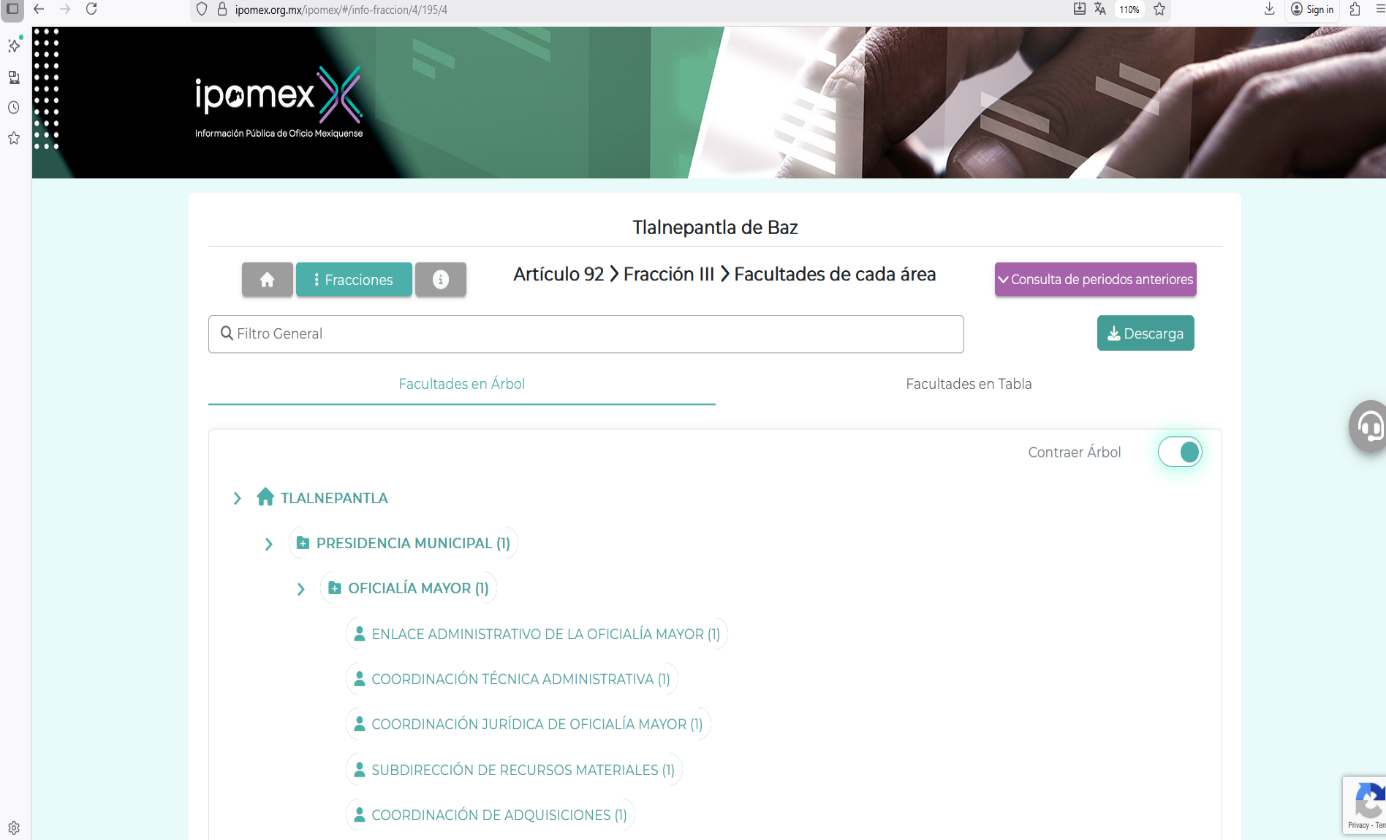 ipomex.org.mx/ipomex/#/info-fraccion/4/195/4
110%
Sign in
ipomex
Información Pública de Oficio Mexiquense
Tlalnepantla de Baz
Fracciones
Artículo 92 > Fracción III > Facultades de cada área
Consulta de periodos anteriores
Filtro General
Descarga
Facultades en Árbol
Facultades en Tabla
Contraer Árbol
TLALNEPANTLA
PRESIDENCIA MUNICIPAL (1)
OFICIALÍA MAYOR (1)
ENLACE ADMINISTRATIVO DE LA OFICIALÍA MAYOR (1)
COORDINACIÓN TÉCNICA ADMINISTRATIVA (1)
COORDINACIÓN JURÍDICA DE OFICIALÍA MAYOR (1)
SUBDIRECCIÓN DE RECURSOS MATERIALES (1)
COORDINACIÓN DE ADQUISICIONES (1)
Privacy - Ter